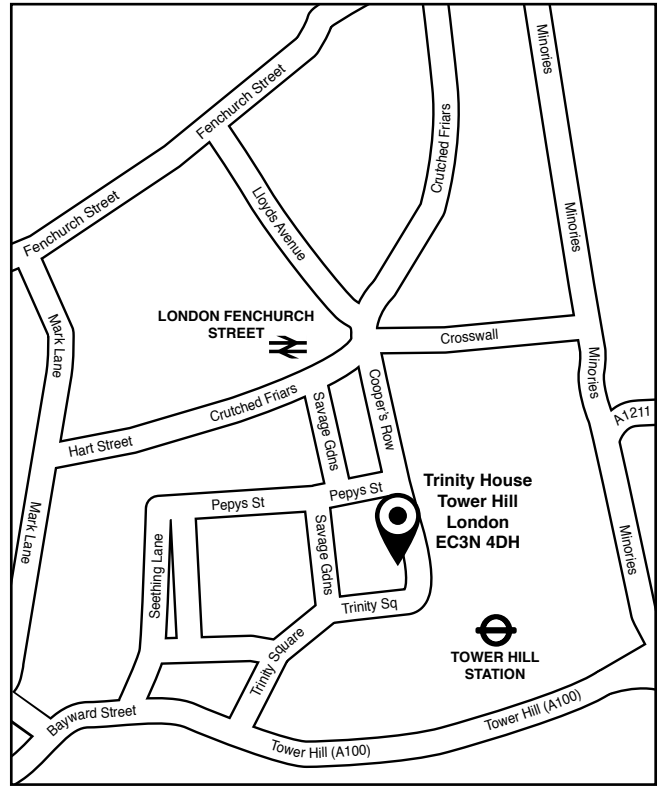 Minories
Fenchurch Street
Crutched Friars
Fenchurch Street
Lloyds Avenue
Minories
LONDON FENCHURCH
STREET
Mark Lane
Crosswall
Minories
Cooper's Row
Crutched Friars
Savage Gdns
A1211
Hart Street
Trinity House
Tower Hill
London
EC3N 4DH
Pepys St
Pepys St
Mark Lane
Seething Lane
Savage Gdns
Minories
Trinity Sq
Trinity Square
TOWER HILL
STATION
Bayward Street
Tower Hill (A100)
Tower Hill (A100)